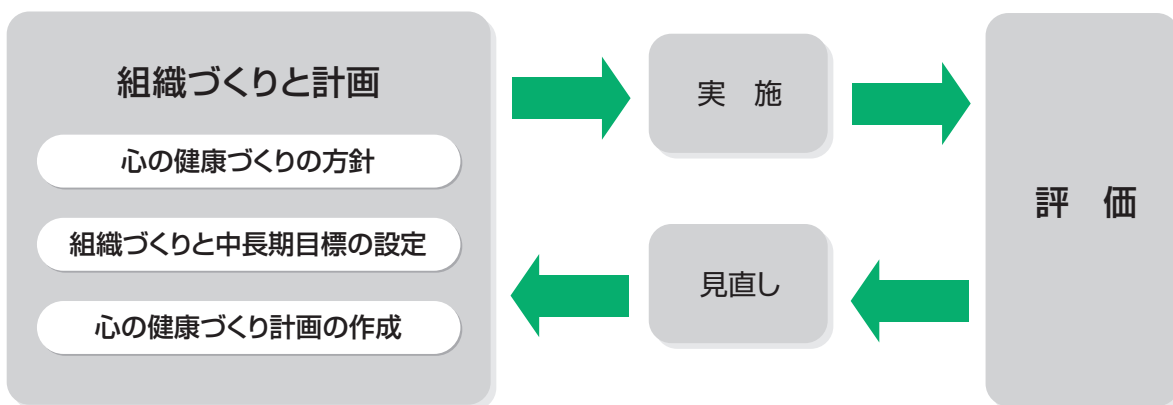 組織づくりと計画
心の健康づくりの方針
組織づくりと中長期目標の設定
心の健康づくり計画の作成
実　施
評　価
見直し